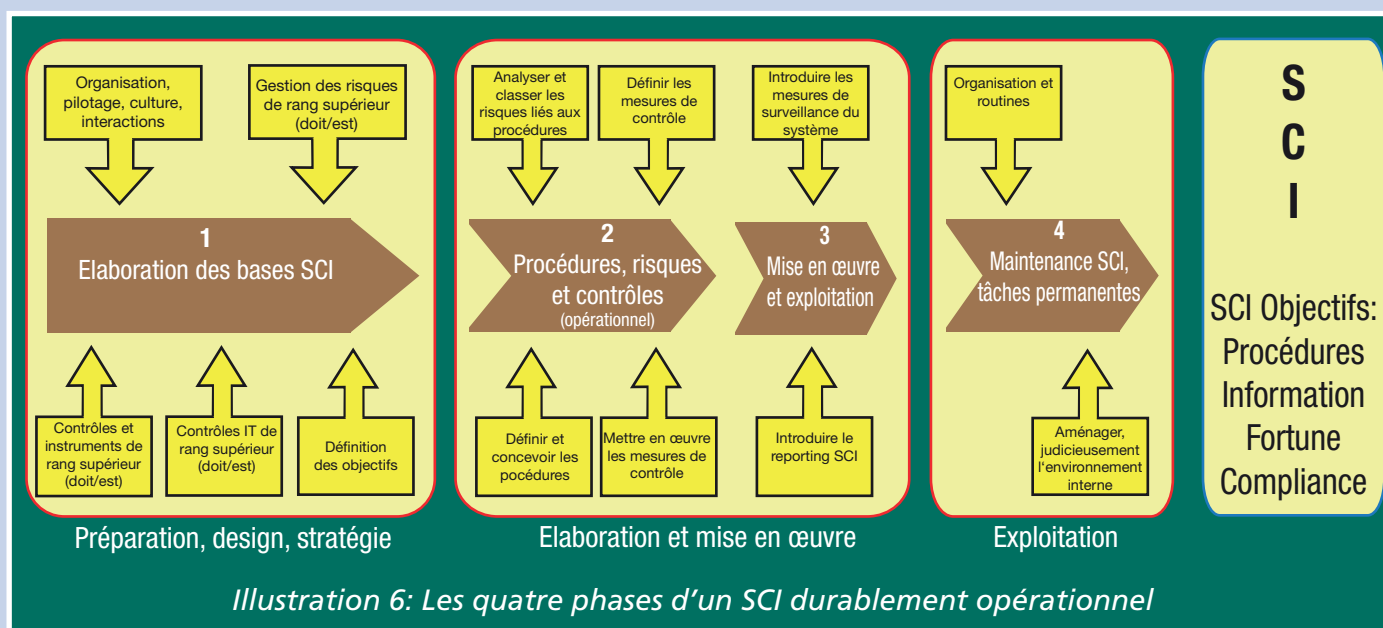 Organisation,
pilotage, culture,
interactions
Gestion des risques
de rang supérieur
(doit/est)
1
Elaboration des bases SCI
Contrôles et
instruments de
rang supérieur
(doit/est)
Contrôles IT de
rang supérieur
(doit/est)
Définition
des objectifs
Préparation, design, stratégie
Analyser et
classer les
risques liés aux
procédures
Définir les
mesures de
contrôle
Introduire les
mesures de
surveillance du
système
2
Procédures, risques
et contrôles
(opérationnel)
3
Mise en œuvre
et exploitation
Définir et
concevoir les
pocédures
Mettre en œuvre
les mesures de
contrôle
Introduire le
reporting SCI
Elaboration et mise en œuvre
Organisation et
routines
4
Maintenance SCI,
tâches permanentes
Aménager,
judicieusement
l‘environnement
interne
Exploitation
S
C
I
SCI Objectifs:
Procédures
Information
Fortune
Compliance
Illustration 6: Les quatre phases d’un SCI durablement opérationnel